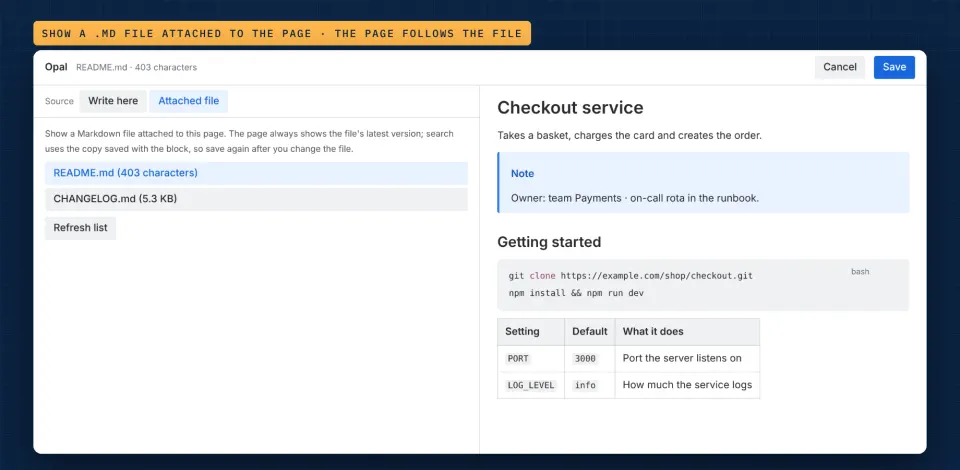 SHOW A .MD FILE ATTACHED TO THE PAGE · THE PAGE FOLLOWS THE FILE
Opal README.md · 403 characters
Cancel Save
Source Write here Attached file
Show a Markdown file attached to this page. The page always shows the file's latest version; search
uses the copy saved with the block, so save again after you change the file.
README.md (403 characters)
CHANGELOG.md (5.3 KB)
Refresh list
Checkout service
Takes a basket, charges the card and creates the order.
Note
Owner: team Payments · on-call rota in the runbook.
Getting started
bash
git clone https://example.com/shop/checkout.git
npm install && npm run dev
Setting Default What it does
PORT 3000 Port the server listens on
LOG_LEVEL info How much the service logs